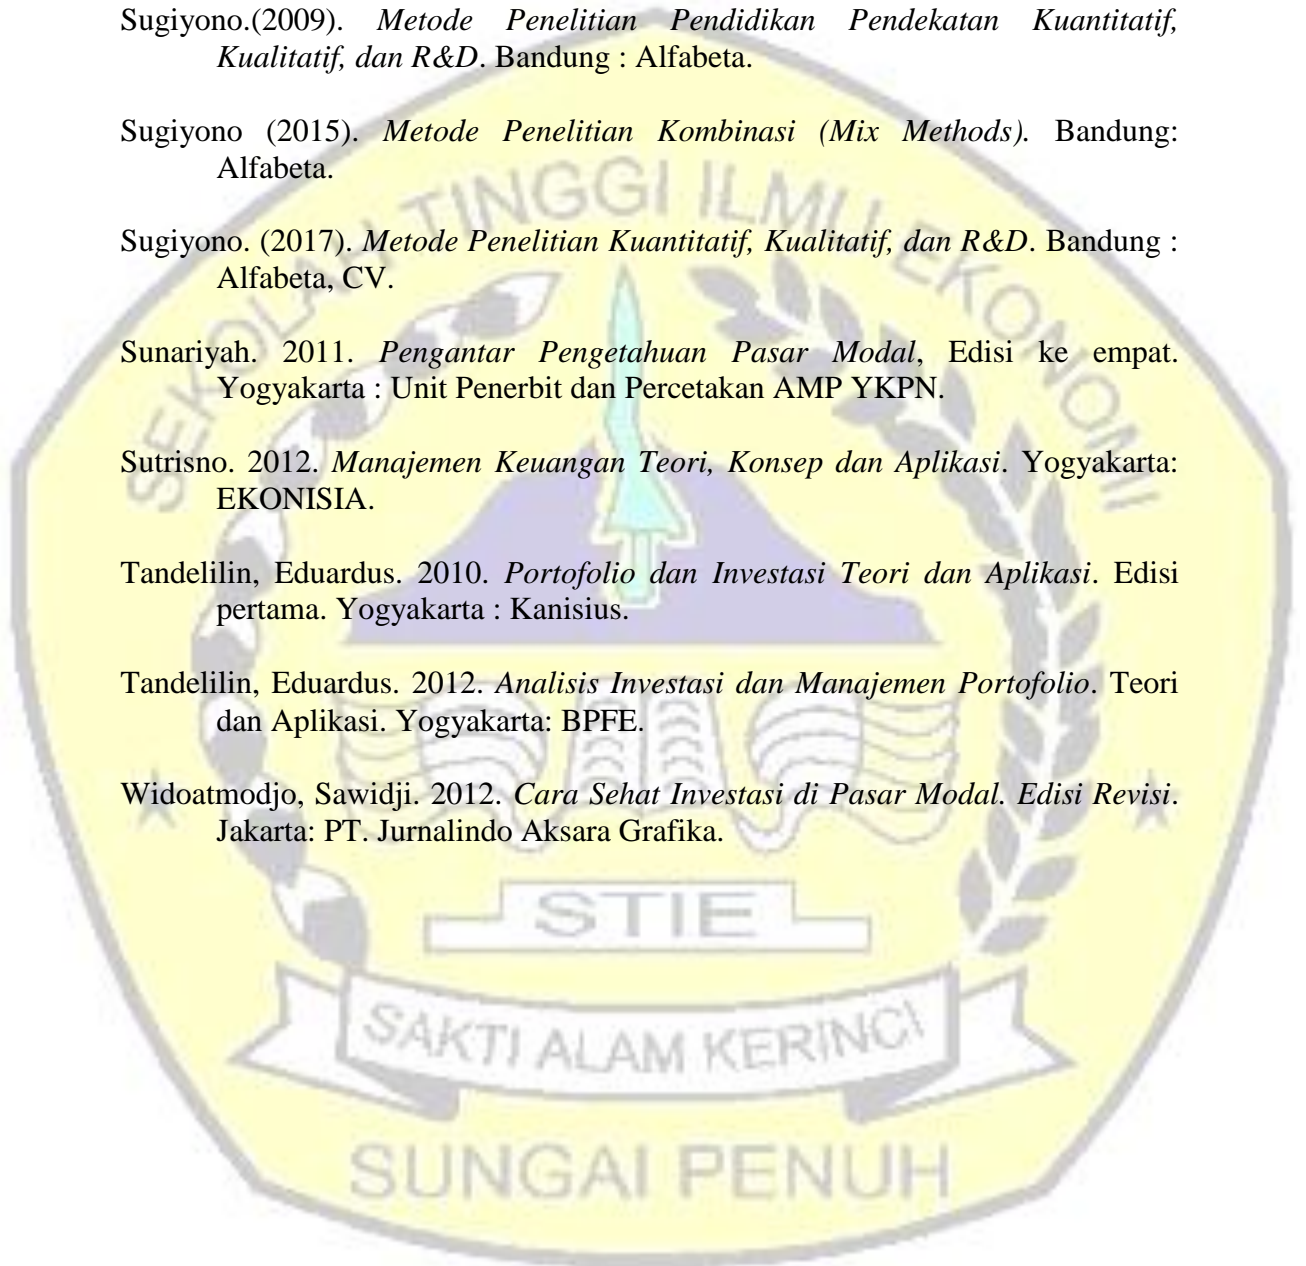 Sugiyono.(2009). Metode Penelitian Pendidikan Pendekatan Kuantitatif,
Kualitatif, dan R&D. Bandung : Alfabeta.
Sugiyono (2015). Metode Penelitian Kombinasi (Mix Methods). Bandung:
Alfabeta.
Sugiyono. (2017). Metode Penelitian Kuantitatif, Kualitatif, dan R&D. Bandung :
Alfabeta, CV.
Sunariyah. 2011. Pengantar Pengetahuan Pasar Modal, Edisi ke empat.
Yogyakarta : Unit Penerbit dan Percetakan AMP YKPN.
Sutrisno. 2012. Manajemen Keuangan Teori, Konsep dan Aplikasi. Yogyakarta:
EKONISIA.
Tandelilin, Eduardus. 2010. Portofolio dan Investasi Teori dan Aplikasi. Edisi
pertama. Yogyakarta : Kanisius.
Tandelilin, Eduardus. 2012. Analisis Investasi dan Manajemen Portofolio. Teori
dan Aplikasi. Yogyakarta: BPFE.
Widoatmodjo, Sawidji. 2012. Cara Sehat Investasi di Pasar Modal. Edisi Revisi.
Jakarta: PT. Jurnalindo Aksara Grafika.
SEKOLAH TINGGI ILMU EKONOMI
STIE
SAKTI ALAM KERINCI
SUNGAI PENUH